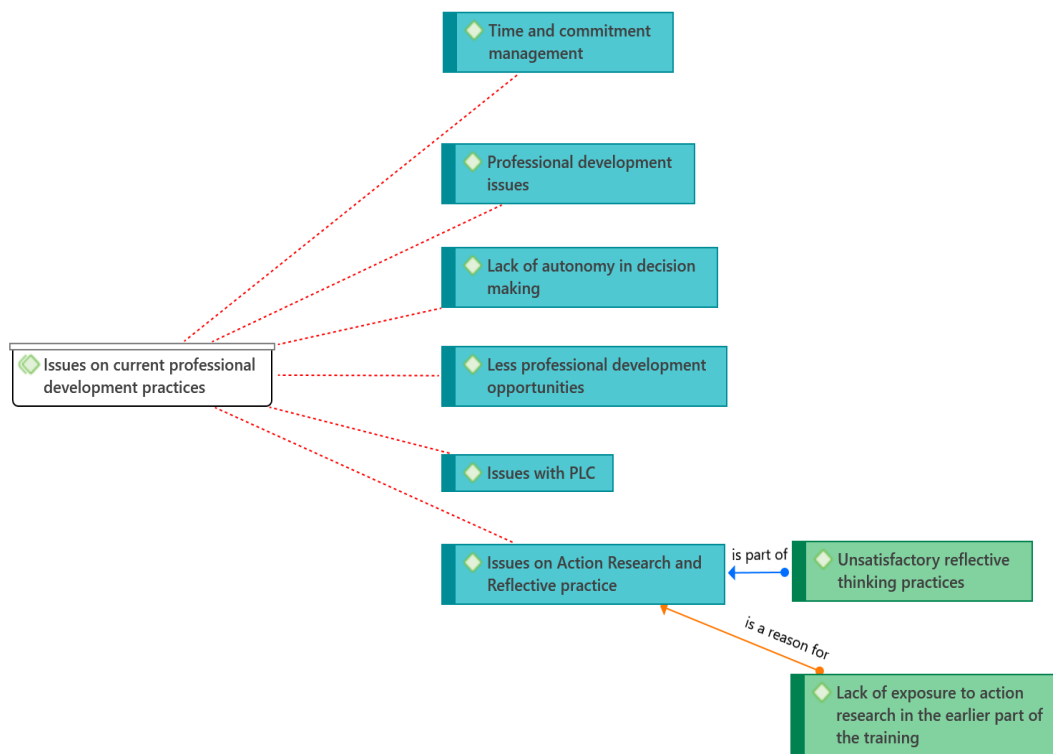 Time and commitment
management
Professional development
issues
Lack of autonomy in decision
making
Issues on current professional
development practices
Less professional development
opportunities
Issues with PLC
Issues on Action Research and
Reflective practice
is part of
Unsatisfactory reflective
thinking practices
is a reason for
Lack of exposure to action
research in the earlier part of
the training